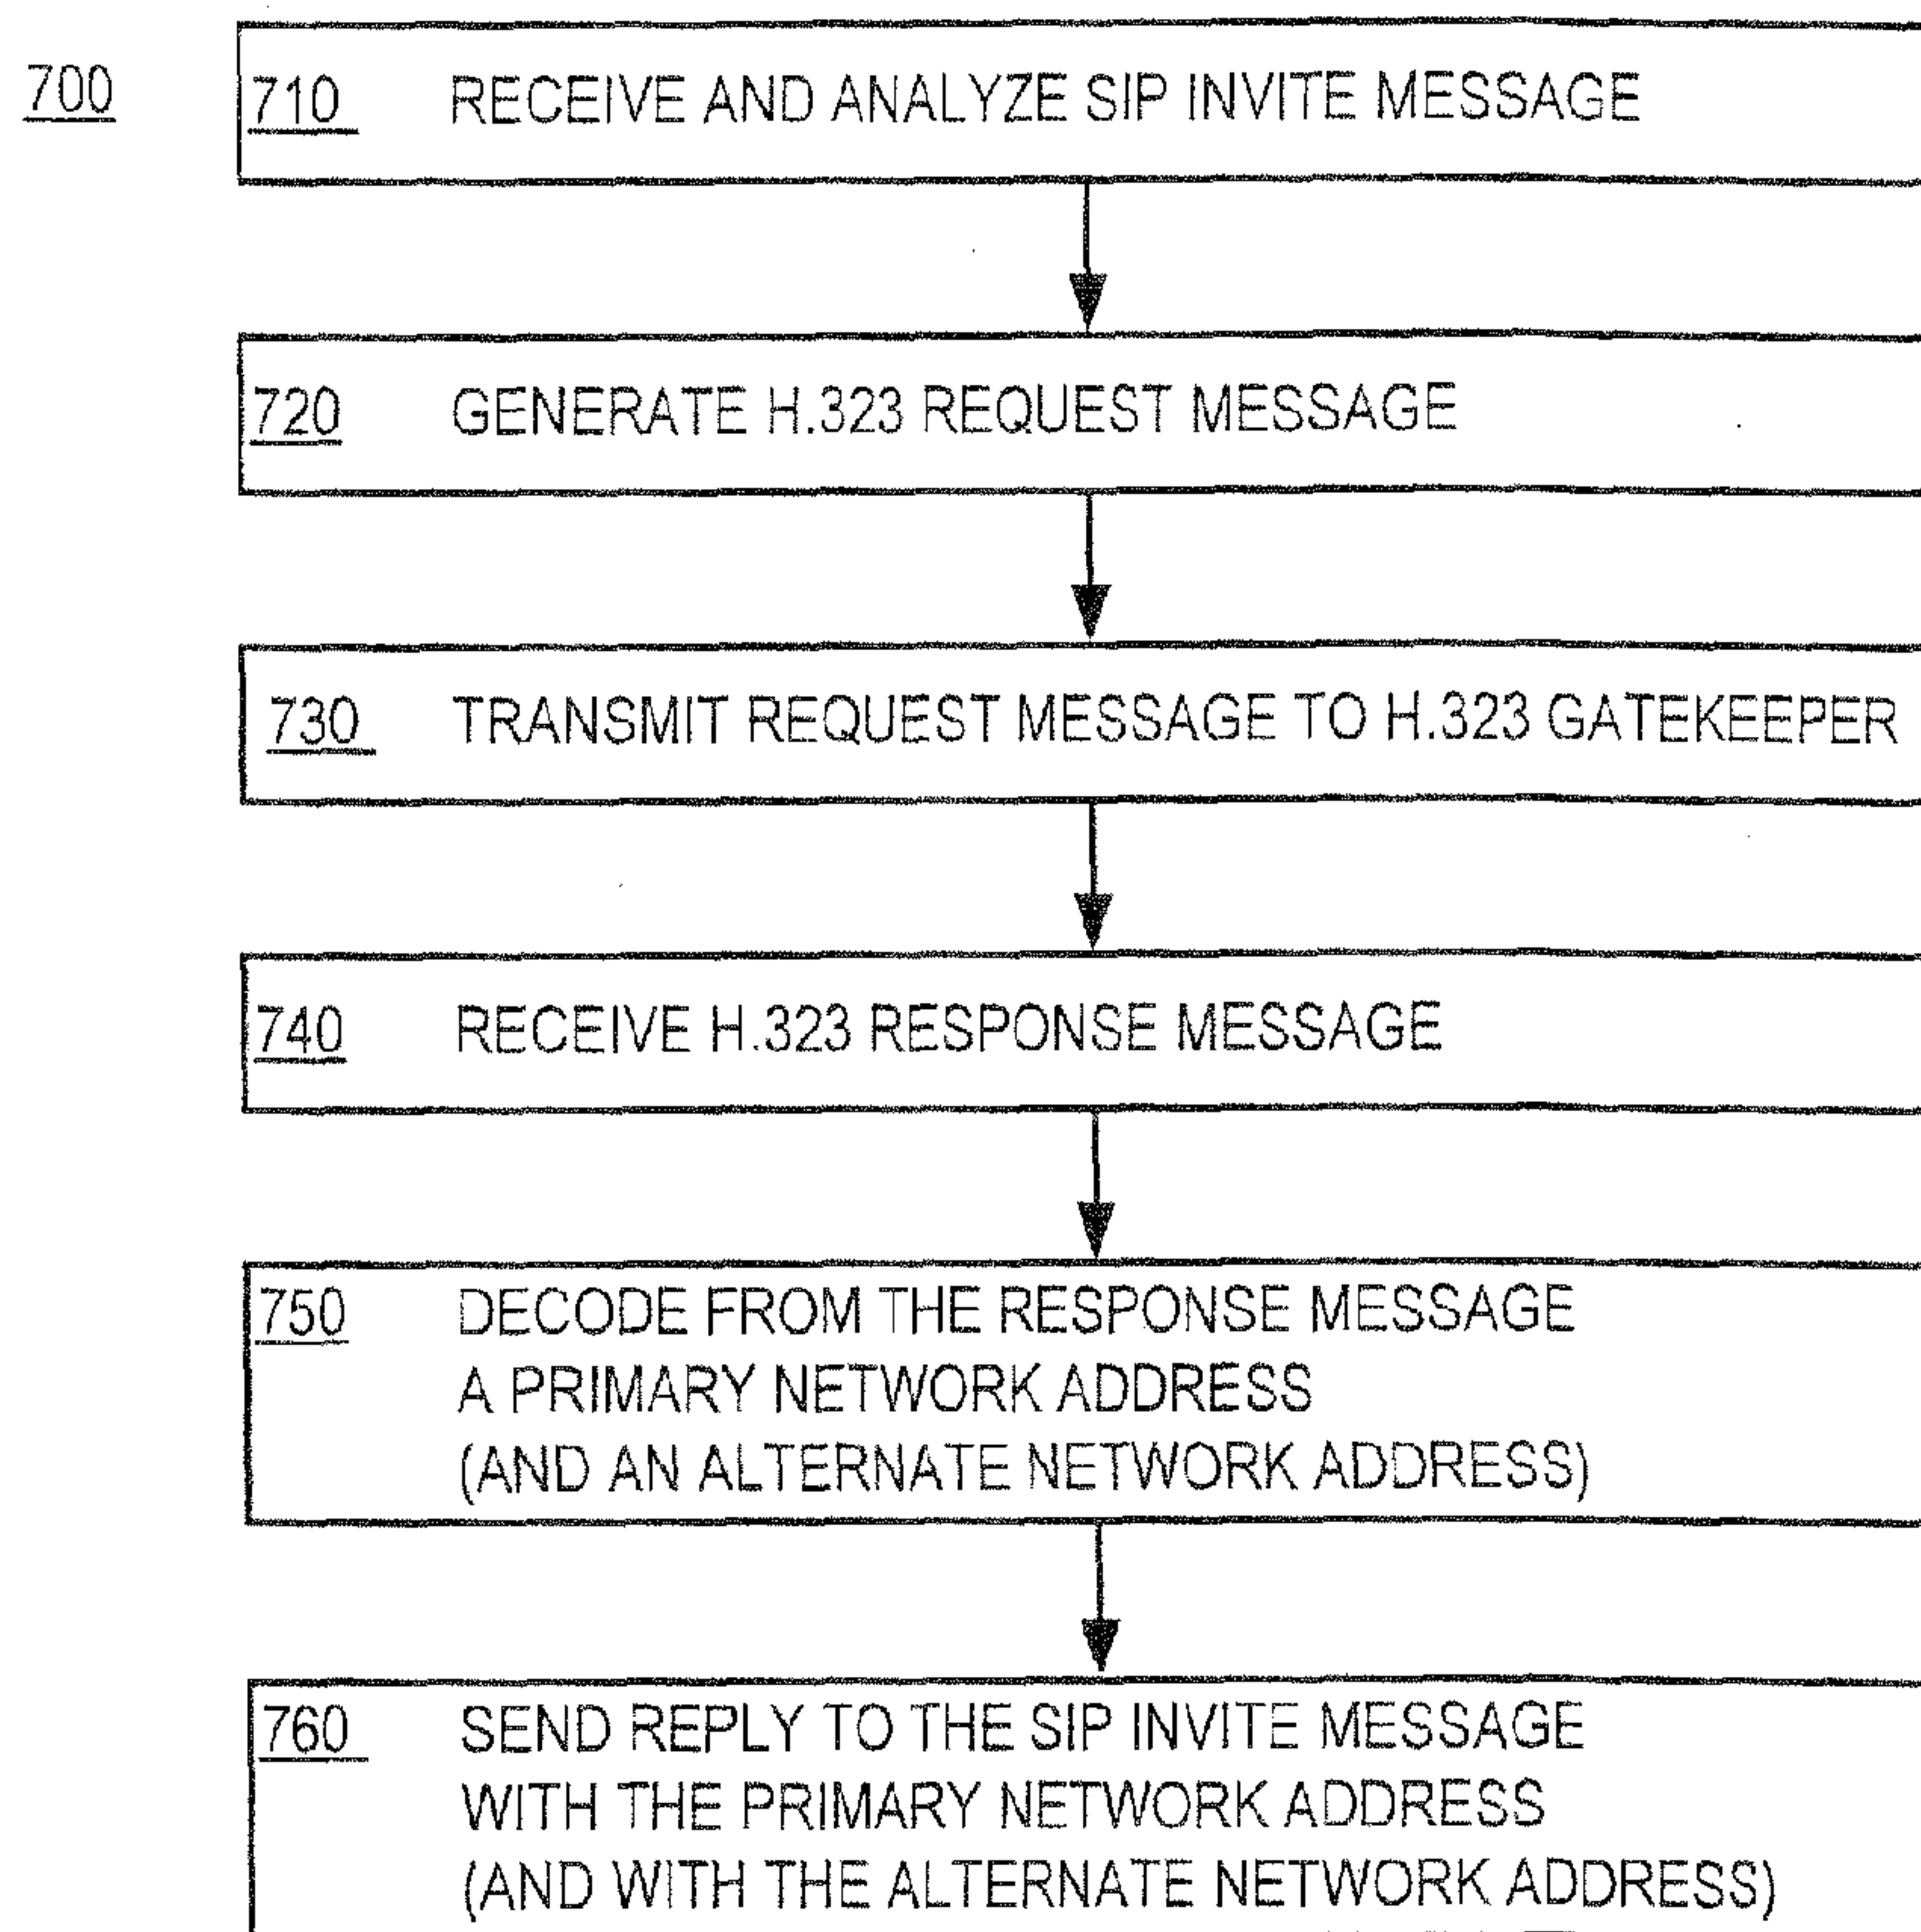 700
710 RECEIVE AND ANALYZE SIP INVITE MESSAGE
720 GENERATE H.323 REQUEST MESSAGE
730 TRANSMIT REQUEST MESSAGE TO H.323 GATEKEEPER
740 RECEIVE H.323 RESPONSE MESSAGE
750 DECODE FROM THE RESPONSE MESSAGE
A PRIMARY NETWORK ADDRESS
(AND AN ALTERNATE NETWORK ADDRESS)
760 SEND REPLY TO THE SIP INVITE MESSAGE
WITH THE PRIMARY NETWORK ADDRESS
(AND WITH THE ALTERNATE NETWORK ADDRESS)